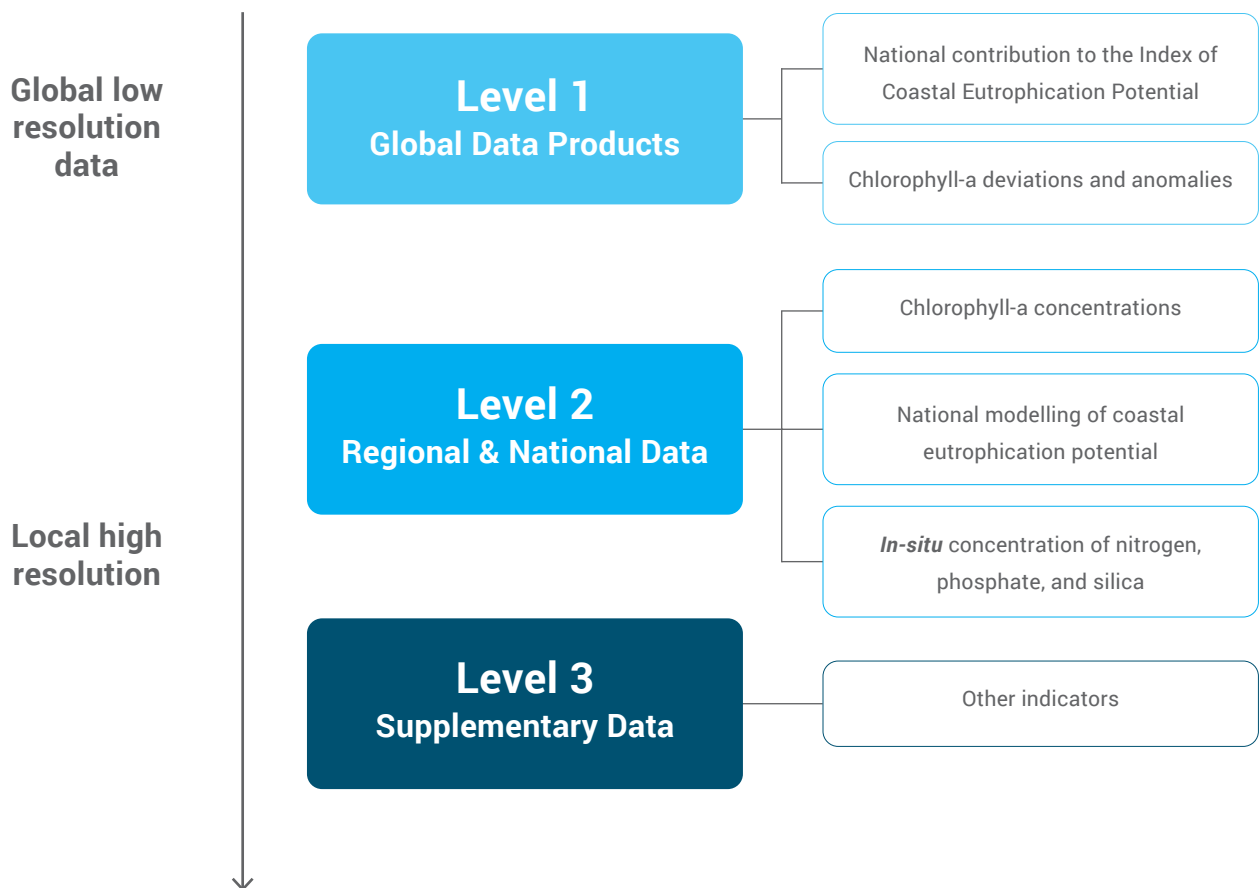 Global low
resolution
data
Level 1
Global Data Products
National contribution to the Index of
Coastal Eutrophication Potential
Chlorophyll-a deviations and anomalies
Local high
resolution
Level 2
Regional & National Data
Chlorophyll-a concentrations
National modelling of coastal
eutrophication potential
In-situ concentration of nitrogen,
phosphate, and silica
Level 3
Supplementary Data
Other indicators